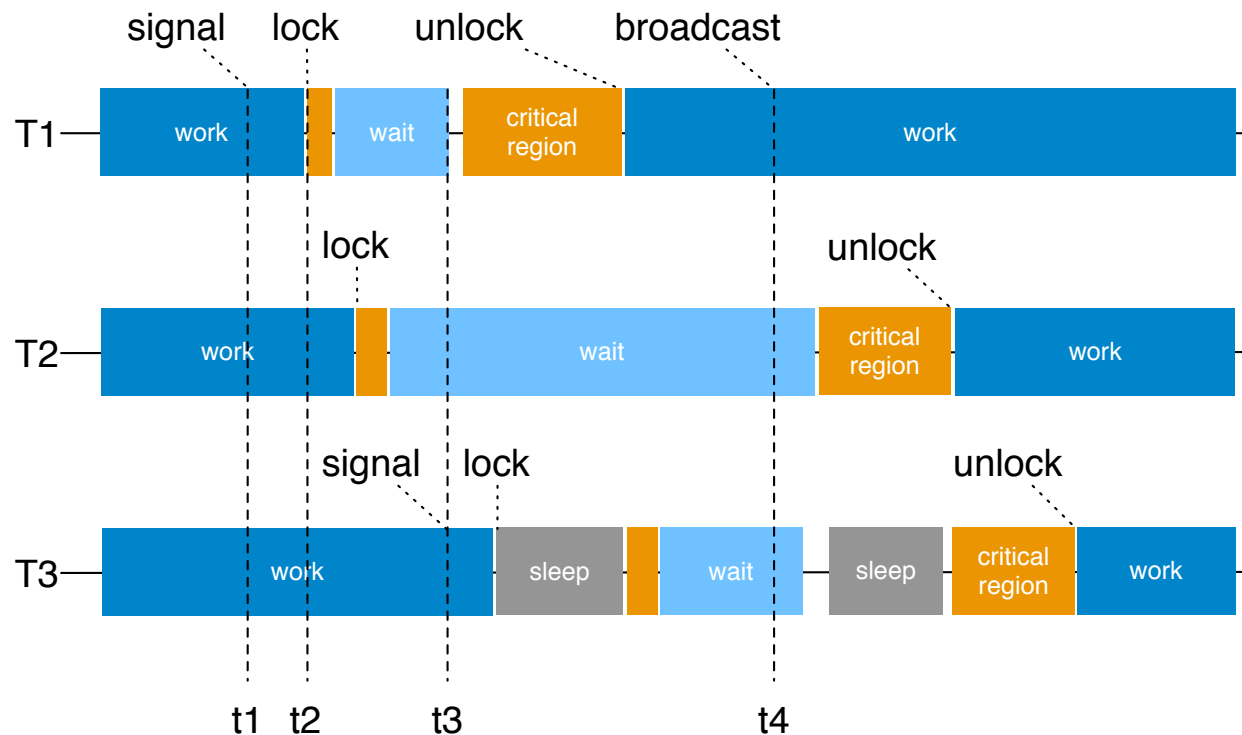 signal lock unlock broadcast
T1 work wait critical region work
lock unlock
T2 work wait critical region work
signal lock unlock
T3 work sleep wait sleep critical region work
t1 t2 t3 t4